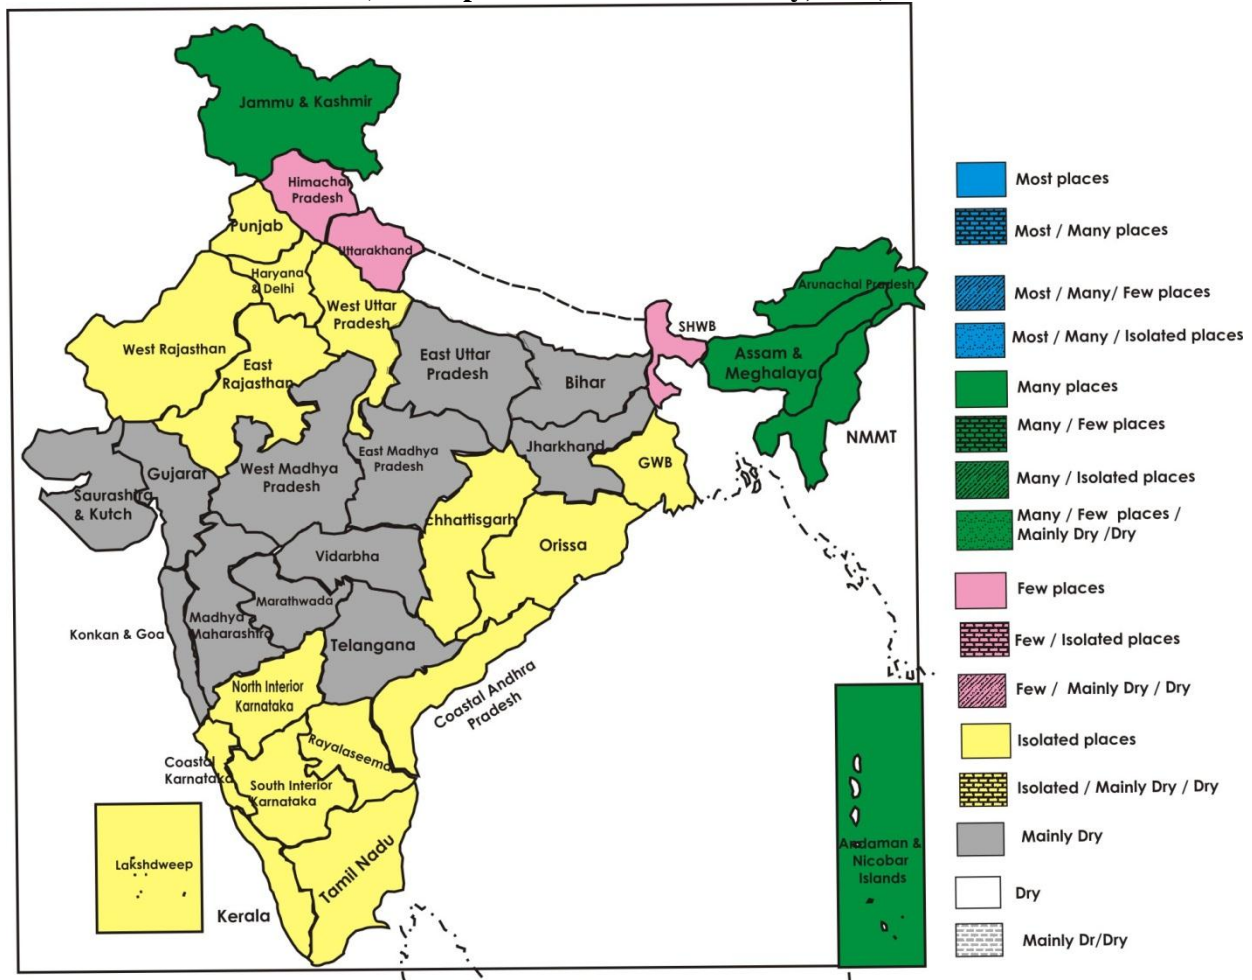 Jammu & Kashmir
Himachal
Pradesh
Punjab
Uttarakhand
Haryana
& Delhi
West Uttar
Pradesh
Arunachal Pradesh
SHWB
West Rajasthan
East
Rajasthan
East Uttar
Pradesh
Bihar
Assam &
Meghalaya
NMMT
Gujarat
West Madhya
Pradesh
East Madhya
Pradesh
Jharkhand
GWB
Saurashtra
& Kutch
chhattisgarh
Orissa
Vidarbha
Marathwada
Madhya
Maharashtra
Konkan & Goa
Telangana
North Interior
Karnataka
Coastal Andhra
Pradesh
Rayalaseema
Coastal
Karnataka
South Interior
Karnataka
Lakshdweep
Tamil Nadu
Kerala
Andaman &
Nicobar
Islands
Most places
Most / Many places
Most / Many/ Few places
Most / Many / Isolated places
Many places
Many / Few places
Many / Isolated places
Many / Few places /
Mainly Dry /Dry
Few places
Few / Isolated places
Few / Mainly Dry / Dry
Isolated places
Isolated / Mainly Dry / Dry
Mainly Dry
Dry
Mainly Dr/Dry